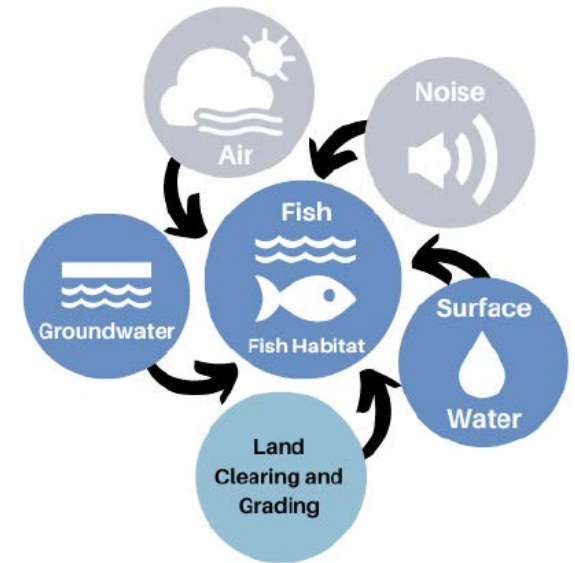 Air
Noise
Fish
Fish Habitat
Groundwater
Surface
Water
Land
Clearing and
Grading